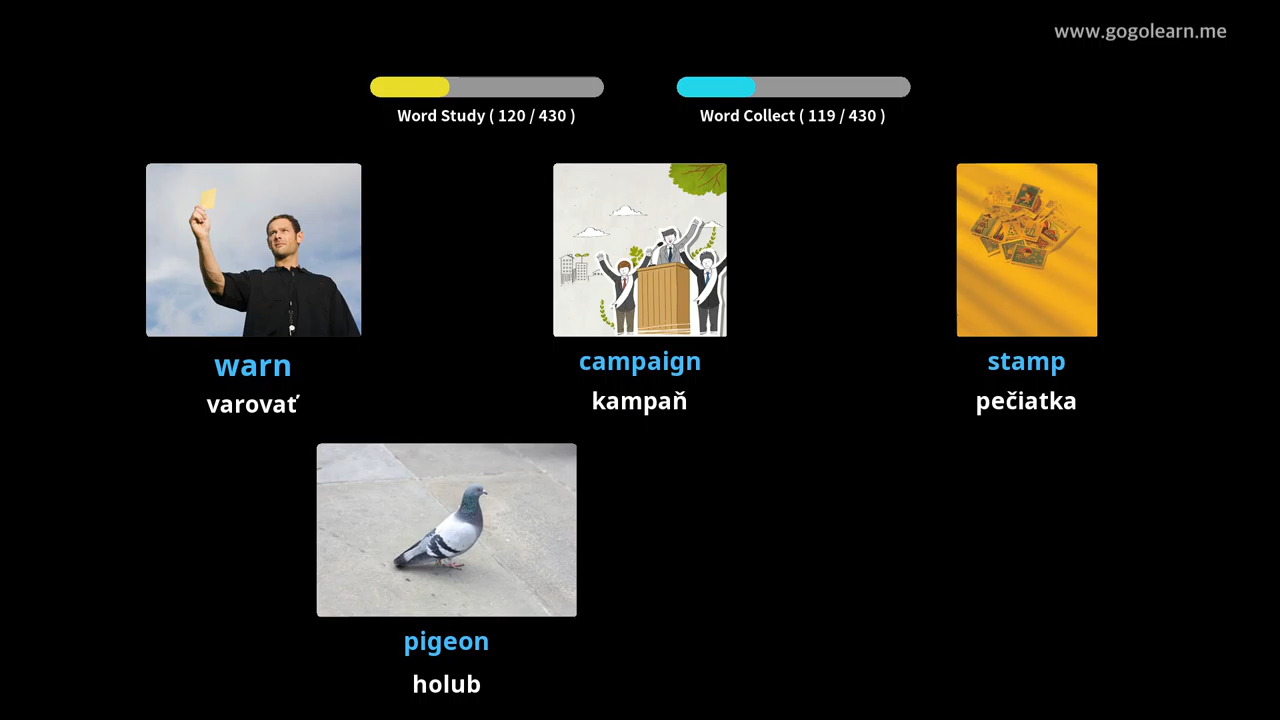 www.gogolearn.me
Word Study ( 120 / 430 )
Word Collect ( 119 / 430 )
warn
campaign
stamp
varovať
kampaň
pečiatka
pigeon
holub